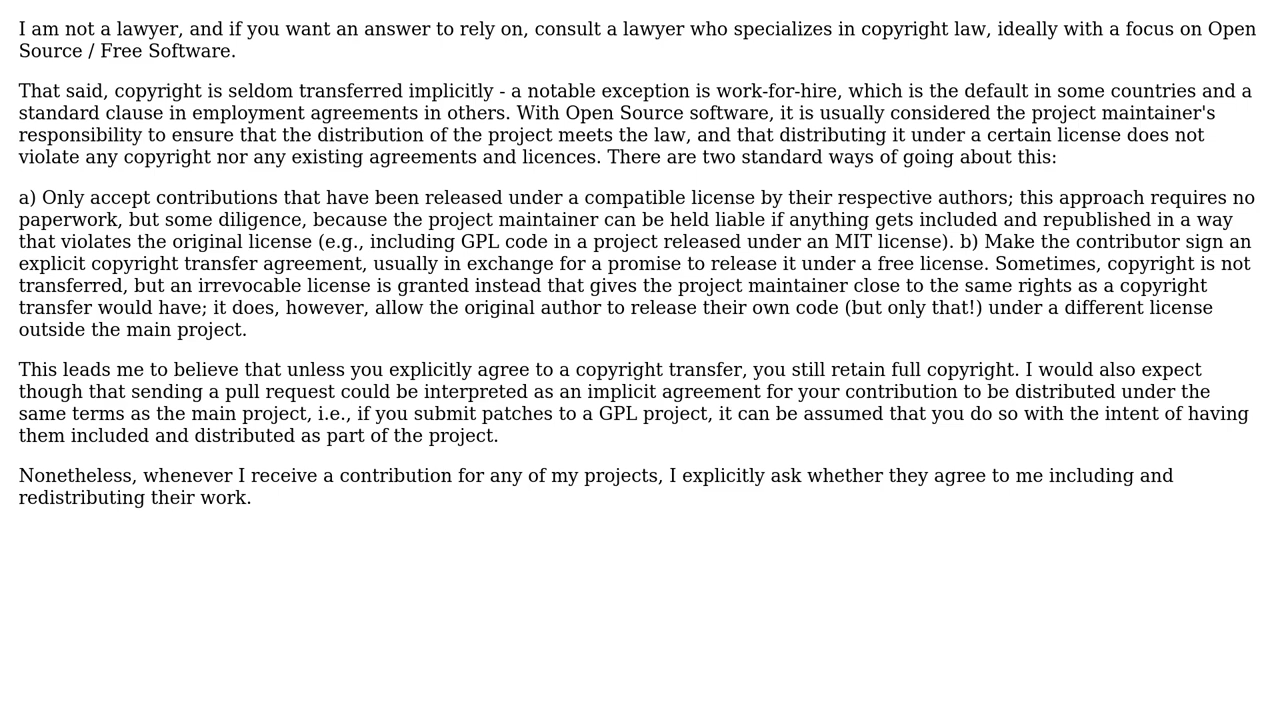 I am not a lawyer, and if you want an answer to rely on, consult a lawyer who specializes in copyright law, ideally with a focus on Open
Source / Free Software.
That said, copyright is seldom transferred implicitly - a notable exception is work-for-hire, which is the default in some countries and a
standard clause in employment agreements in others. With Open Source software, it is usually considered the project maintainer's
responsibility to ensure that the distribution of the project meets the law, and that distributing it under a certain license does not
violate any copyright nor any existing agreements and licences. There are two standard ways of going about this:
a) Only accept contributions that have been released under a compatible license by their respective authors; this approach requires no
paperwork, but some diligence, because the project maintainer can be held liable if anything gets included and republished in a way
that violates the original license (e.g., including GPL code in a project released under an MIT license). b) Make the contributor sign an
explicit copyright transfer agreement, usually in exchange for a promise to release it under a free license. Sometimes, copyright is not
transferred, but an irrevocable license is granted instead that gives the project maintainer close to the same rights as a copyright
transfer would have; it does, however, allow the original author to release their own code (but only that!) under a different license
outside the main project.
This leads me to believe that unless you explicitly agree to a copyright transfer, you still retain full copyright. I would also expect
though that sending a pull request could be interpreted as an implicit agreement for your contribution to be distributed under the
same terms as the main project, i.e., if you submit patches to a GPL project, it can be assumed that you do so with the intent of having
them included and distributed as part of the project.
Nonetheless, whenever I receive a contribution for any of my projects, I explicitly ask whether they agree to me including and
redistributing their work.